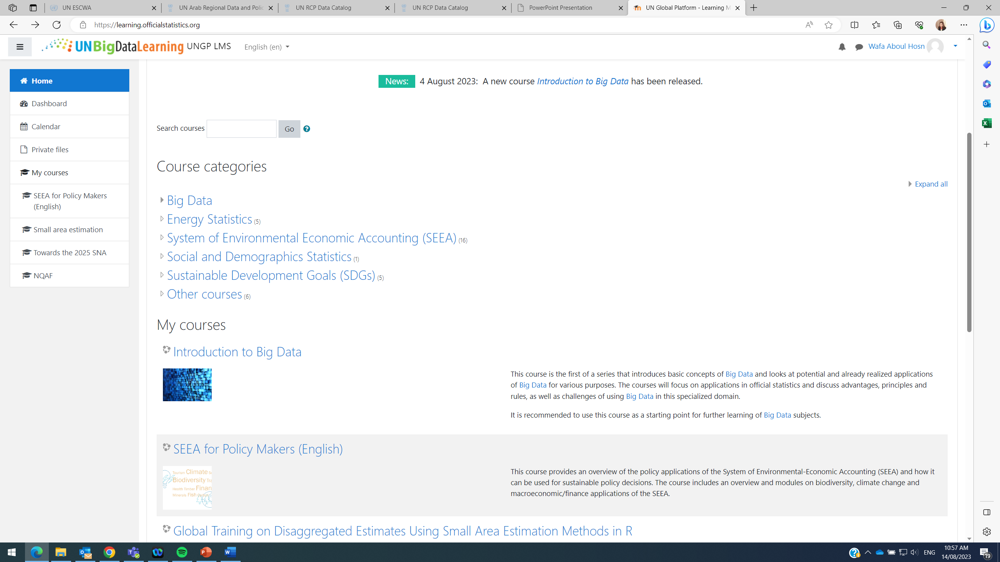 UN ESCWA
UN Arab Regional Data and Polic
UN RCP Data Catalog
UN RCP Data Catalog
PowerPoint Presentation
UN Global Platform - Learning M
https://learning.officialstatistics.org
UNBigDataLearning UNGP LMS English (en)
Wafa Aboul Hosn
Home
Dashboard
Calendar
Private files
My courses
SEEA for Policy Makers
(English)
Small area estimation
Towards the 2025 SNA
NQAF
News: 4 August 2023: A new course Introduction to Big Data has been released.
Search courses Go
Course categories
Expand all
Big Data
Energy Statistics (5)
System of Environmental Economic Accounting (SEEA) (16)
Social and Demographics Statistics (1)
Sustainable Development Goals (SDGs) (5)
Other courses (6)
My courses
Introduction to Big Data
This course is the first of a series that introduces basic concepts of Big Data and looks at potential and already realized applications
of Big Data for various purposes. The courses will focus on applications in official statistics and discuss advantages, principles and
rules, as well as challenges of using Big Data in this specialized domain.
It is recommended to use this course as a starting point for further learning of Big Data subjects.
SEEA for Policy Makers (English)
Tourism Climate
Biodiversity
Health Timber Finan
Minerals Fish Carbon
This course provides an overview of the policy applications of the System of Environmental-Economic Accounting (SEEA) and how it
can be used for sustainable policy decisions. The course includes an overview and modules on biodiversity, climate change and
macroeconomic/finance applications of the SEEA.
Global Training on Disaggregated Estimates Using Small Area Estimation Methods in R
ENG
10:57 AM
14/08/2023
19